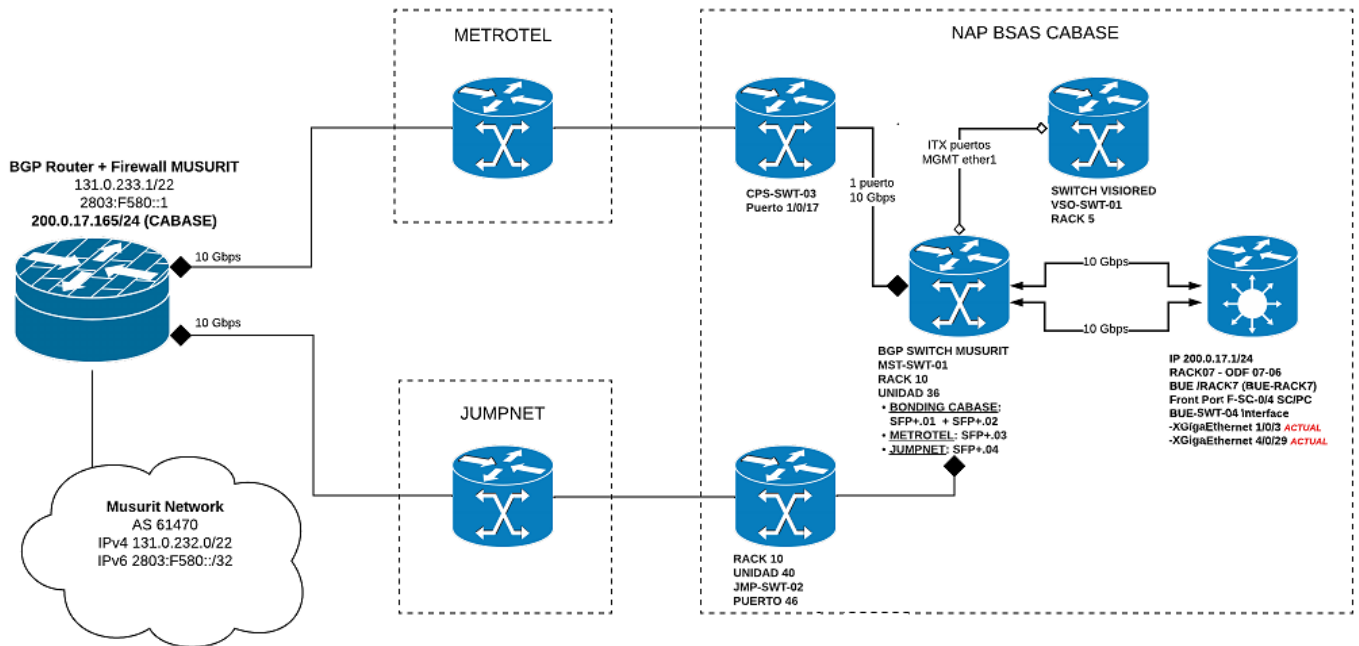 METROTEL
NAP BSAS CABASE
BGP Router + Firewall MUSURIT
131.0.233.1/22
2803:F580::1
200.0.17.165/24 (CABASE)
10 Gbps
10 Gbps
CPS-SWT-03
Puerto 1/0/17
1 puerto
10 Gbps
ITX puertos
MGMT ether1
SWITCH VISIORED
VSO-SWT-01
RACK 5
10 Gbps
10 Gbps
BGP SWITCH MUSURIT
MST-SWT-01
RACK 10
UNIDAD 36
• BONDING CABASE:
SFP+.01 + SFP+.02
• METROTEL: SFP+.03
• JUMPNET: SFP+.04
IP 200.0.17.1/24
RACK07 - ODF 07-06
BUE /RACK7 (BUE-RACK7)
Front Port F-SC-0/4 SC/PC
BUE-SWT-04 Interface
-XGigaEthernet 1/0/3 ACTUAL
-XGigaEthernet 4/0/29 ACTUAL
JUMPNET
Musurit Network
AS 61470
IPv4 131.0.232.0/22
IPv6 2803:F580::/32
RACK 10
UNIDAD 40
JMP-SWT-02
PUERTO 46